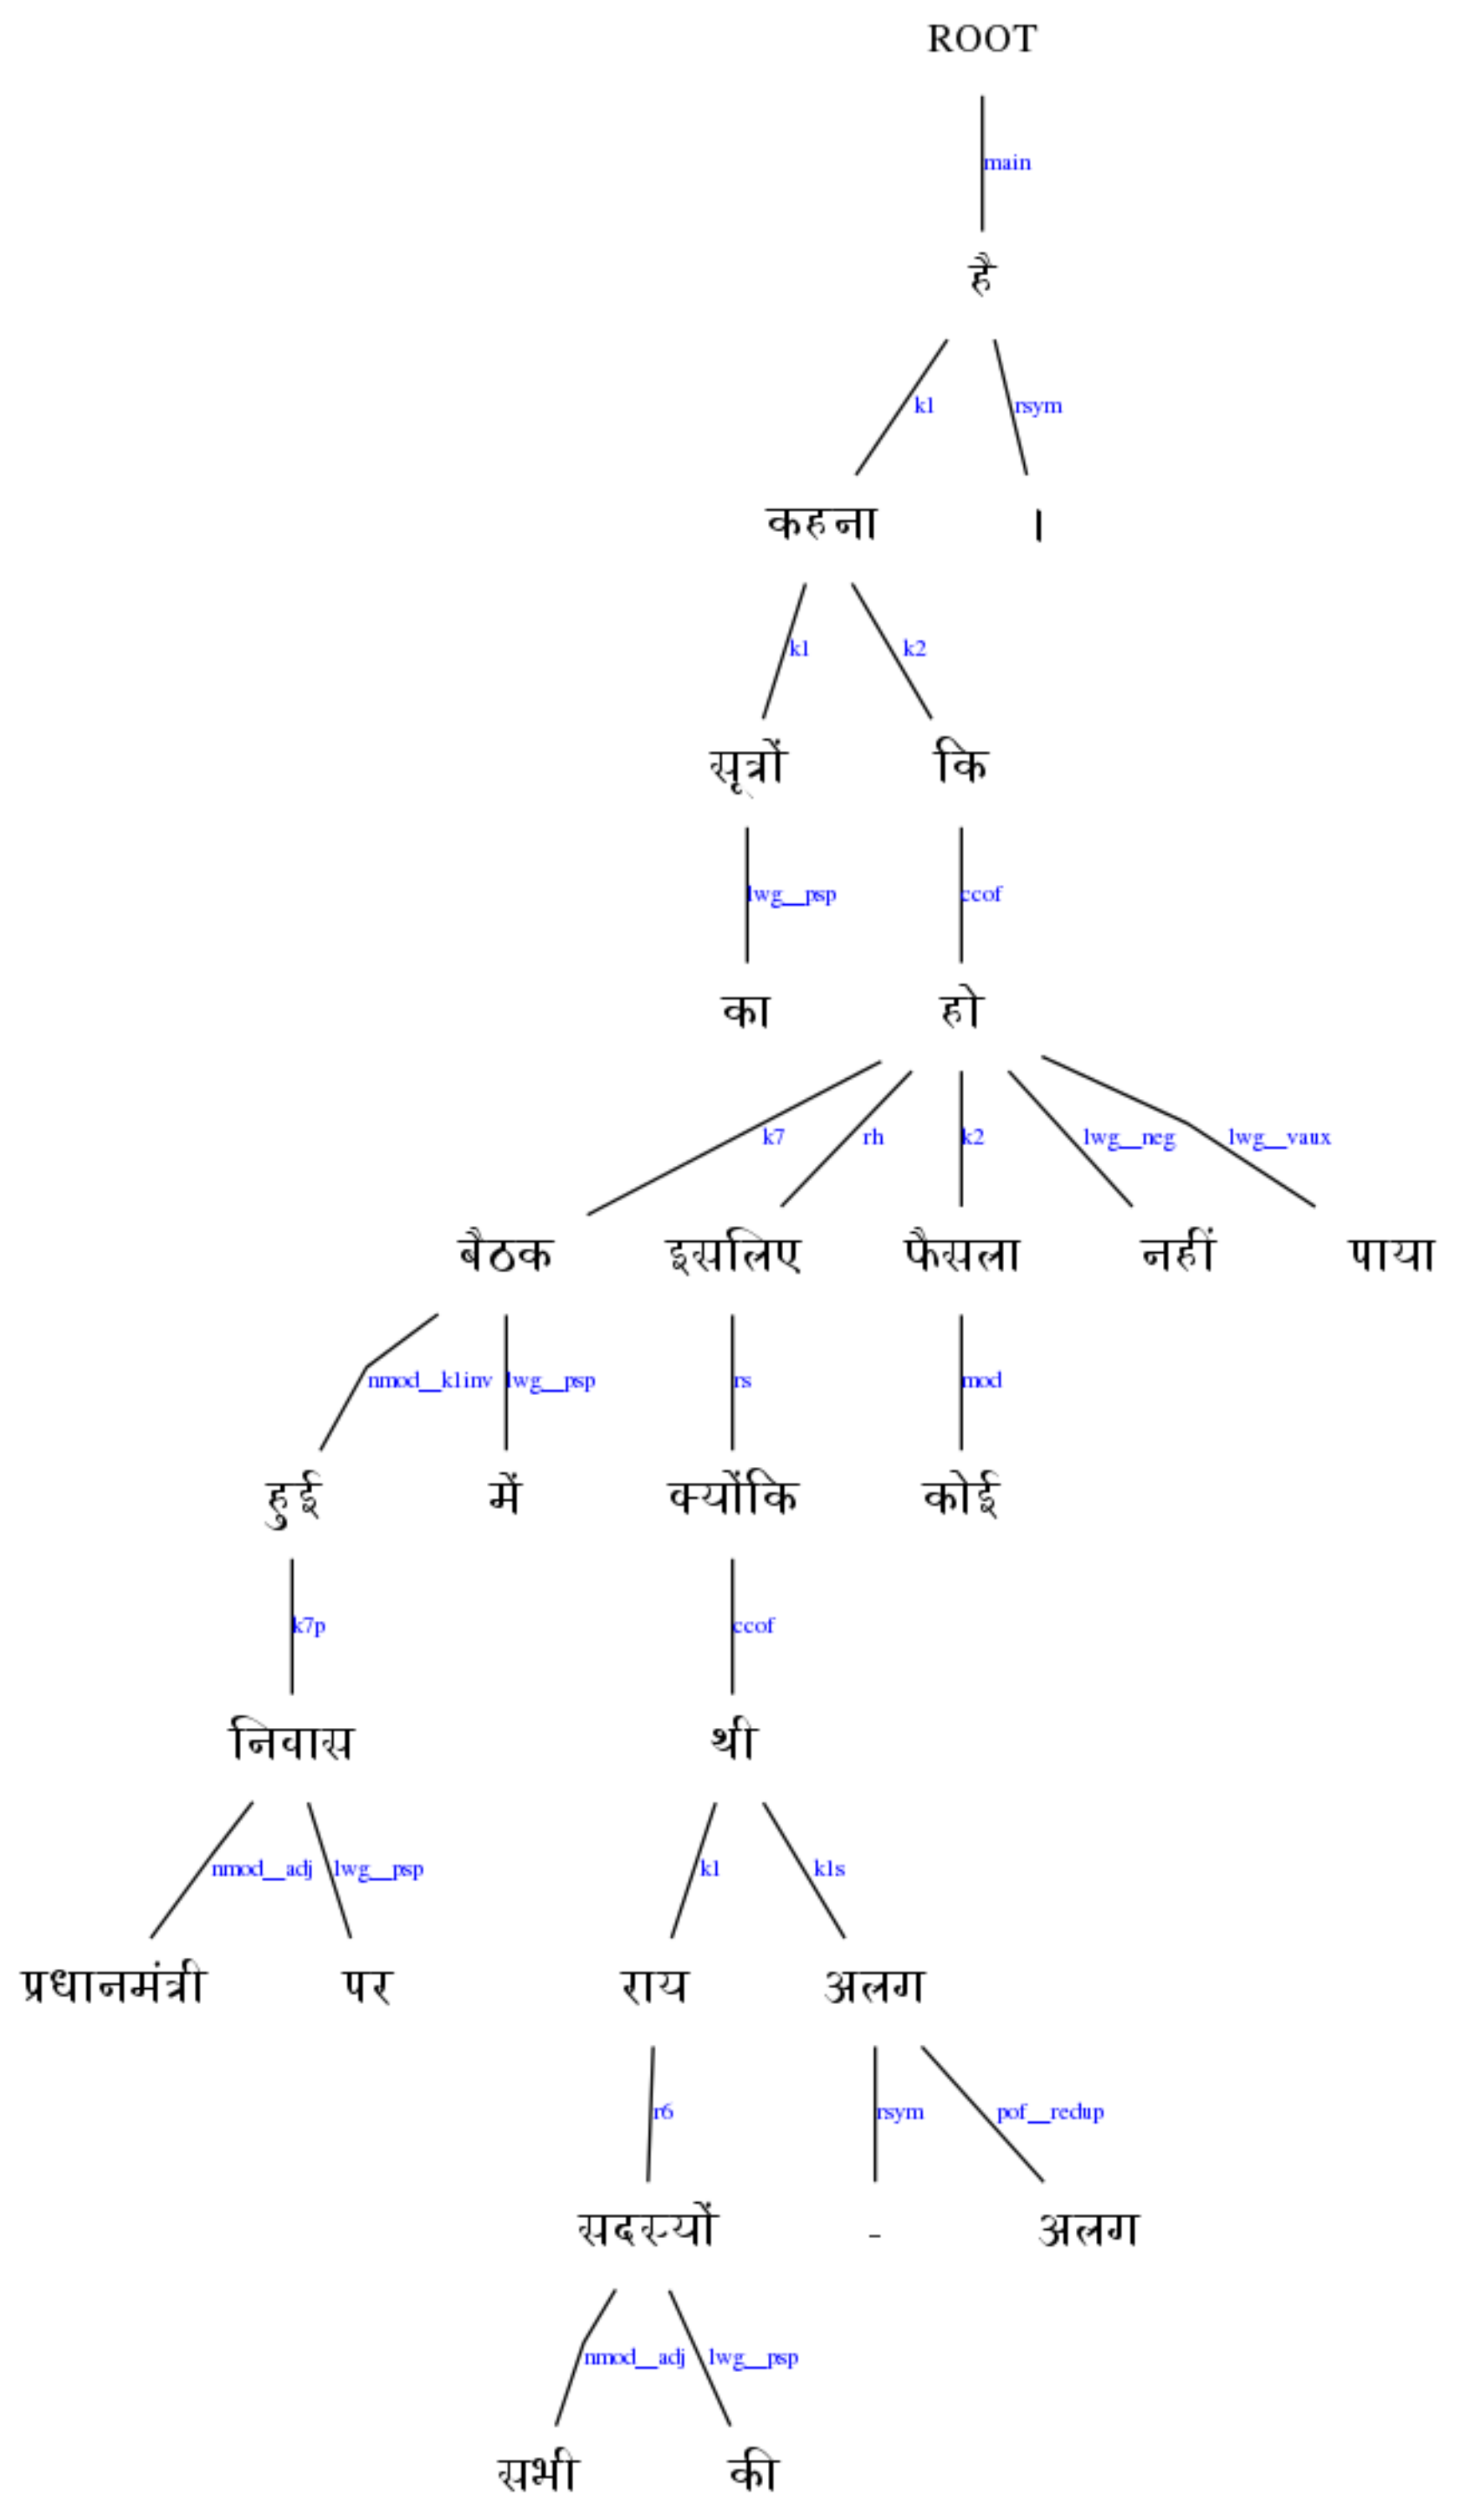 ROOT
main
है
k1 rsym
कहना ।
k1 k2
सूत्रों कि
lwg__psp ccof
का हो
k7 rh k2 lwg__neg lwg__vaux
बैठक इसलिए फैसला नहीं पाया
nmod__k1inv lwg__psp rs mod
हुई में क्योंकि कोई
k7p ccof
निवास थी
nmod__adj lwg__psp k1 k1s
प्रधानमंत्री पर राय अलग
r6 rsym pof__redup
सदस्यों - अलग
nmod__adj lwg__psp
सभी की